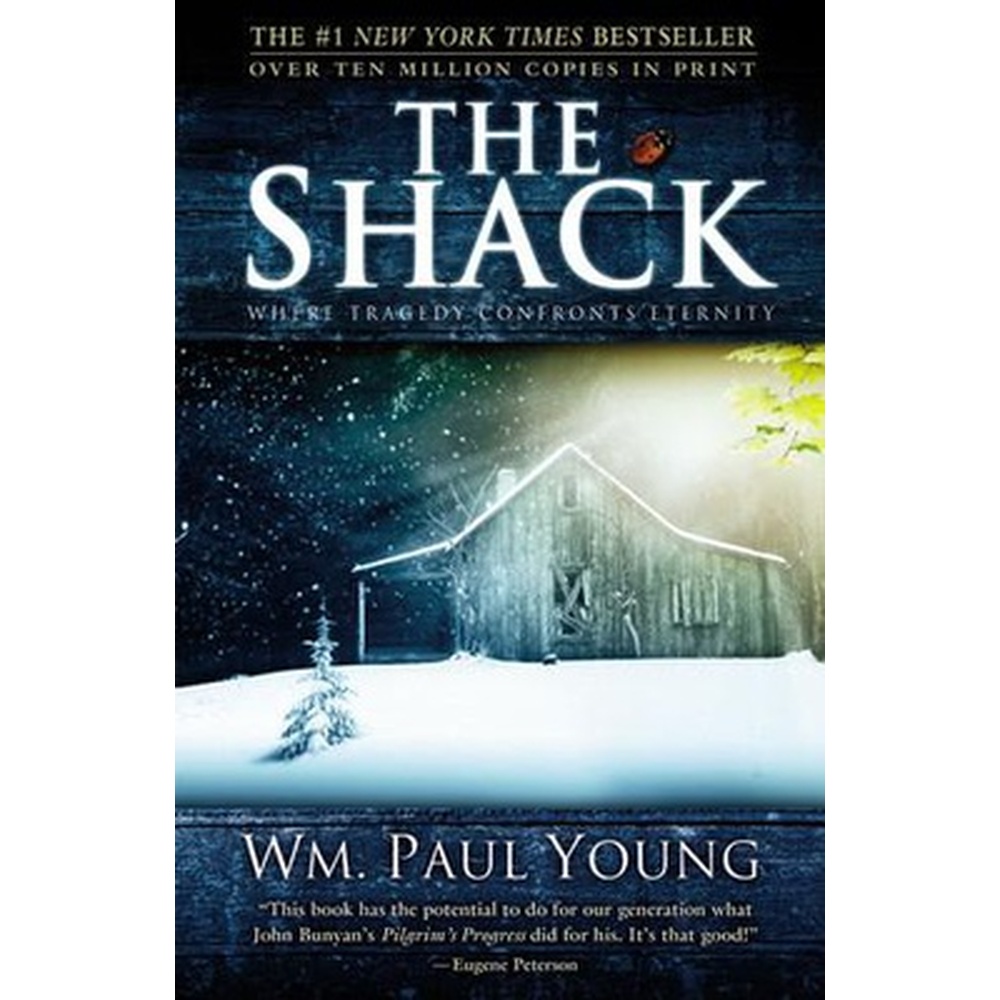 THE #1 NEW YORK TIMES BESTSELLER
OVER TEN MILLION COPIES IN PRINT
THE
SHACK
WHERE TRAGEDY CONFRONTS ETERNITY
WM. PAUL YOUNG
“This book has the potential to do for our generation what
John Bunyan’s Pilgrim’s Progress did for his. It’s that good!”
—Eugene Peterson